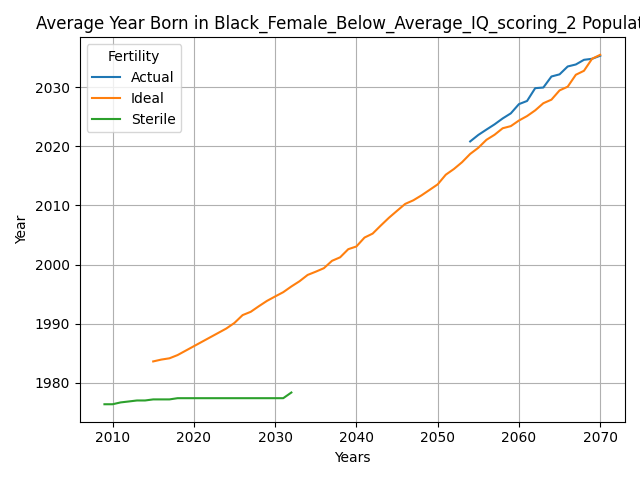 Average Year Born in Black_Female_Below_Average_IQ_scoring_2 Populat
Fertility
Actual
Ideal
Sterile
Year
2030
2020
2010
2000
1990
1980
2010 2020 2030 2040 2050 2060 2070
Years